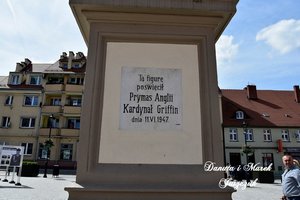 Tą figurę
poświęcił
Prymas Anglii
Kardynał Griffin
dnia 11.VI.1947
Danuta i Marek